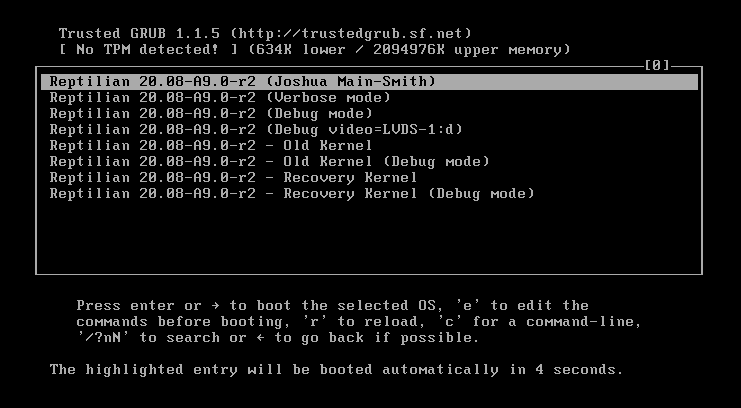 Trusted GRUB 1.1.5 (http://trustedgrub.sf.net)
[ No TPM detected! ] (634K lower / 2094976K upper memory)
[0]
Reptilian 20.08-A9.0-r2 (Joshua Main-Smith)
Reptilian 20.08-A9.0-r2 (Verbose mode)
Reptilian 20.08-A9.0-r2 (Debug mode)
Reptilian 20.08-A9.0-r2 (Debug video=LVDS-1:d)
Reptilian 20.08-A9.0-r2 - Old Kernel
Reptilian 20.08-A9.0-r2 - Old Kernel (Debug mode)
Reptilian 20.08-A9.0-r2 - Recovery Kernel
Reptilian 20.08-A9.0-r2 - Recovery Kernel (Debug mode)
Press enter or → to boot the selected OS, 'e' to edit the
commands before booting, 'r' to reload, 'c' for a command-line,
'/?nN' to search or ← to go back if possible.
The highlighted entry will be booted automatically in 4 seconds.